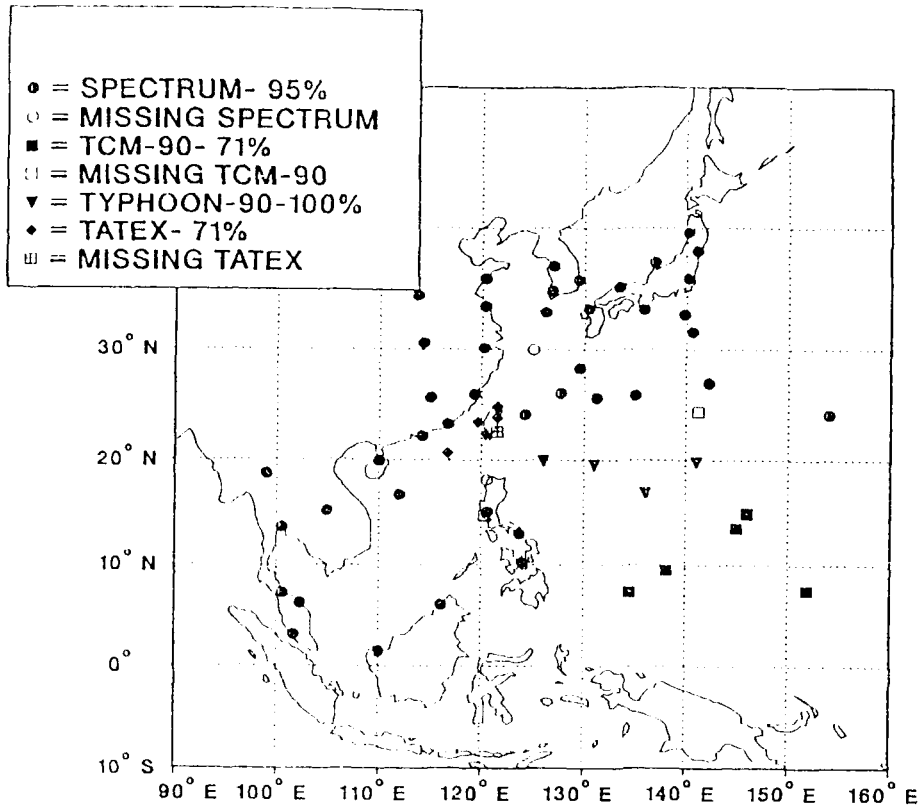 = SPECTRUM- 95%
= MISSING SPECTRUM
= TCM-90- 71%
= MISSING TCM-90
= TYPHOON-90-100%
= TATEX- 71%
= MISSING TATEX
30° N
20° N
10° N
0°
10° S
90° E 100° E 110° E 120° E 130° E 140° E 150° E 160° E